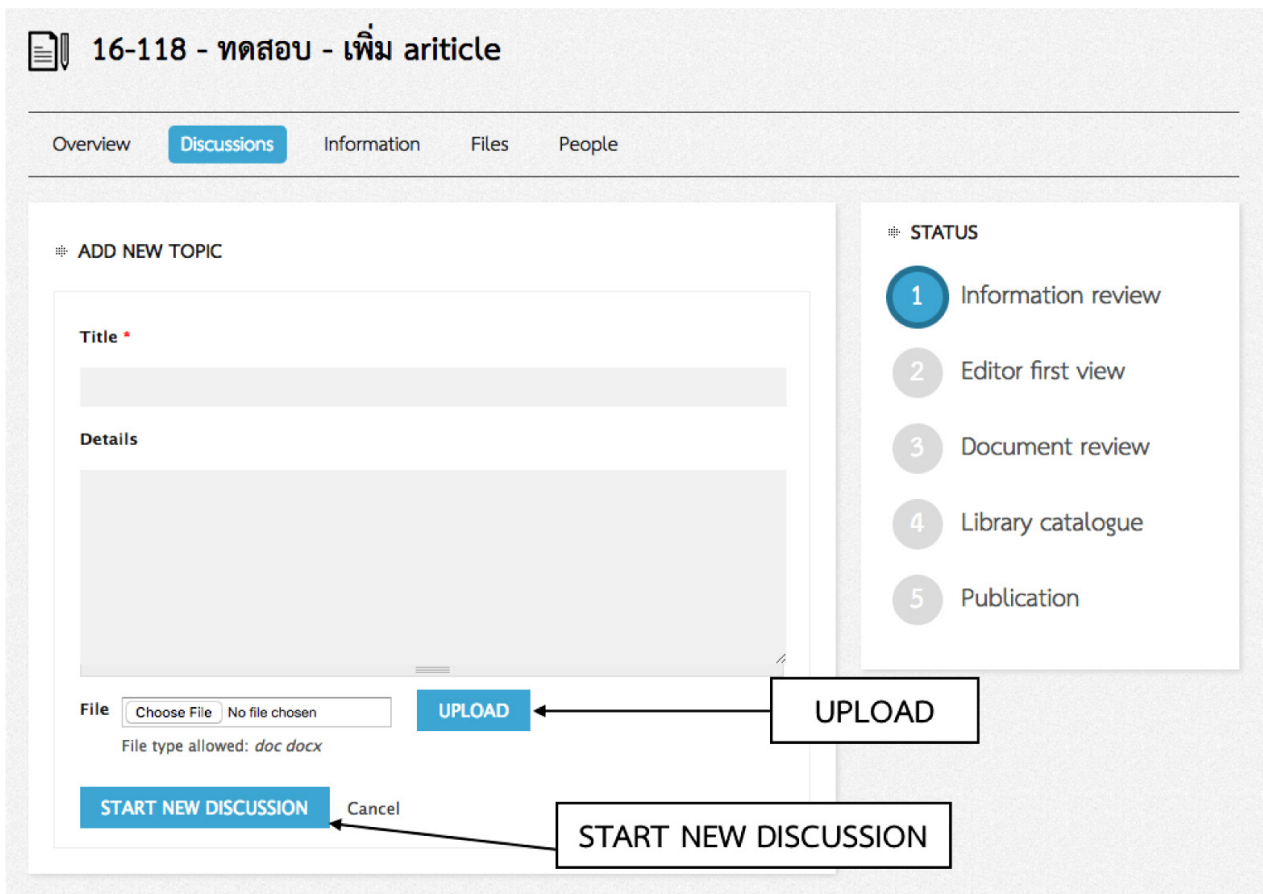 16-118 - ทดสอบ - เพิ่ม ariticle
Overview Discussions Information Files People
ADD NEW TOPIC
Title *
Details
File Choose File No file chosen UPLOAD
File type allowed: doc docx
START NEW DISCUSSION Cancel
STATUS
1 Information review
2 Editor first view
3 Document review
4 Library catalogue
5 Publication
UPLOAD
START NEW DISCUSSION